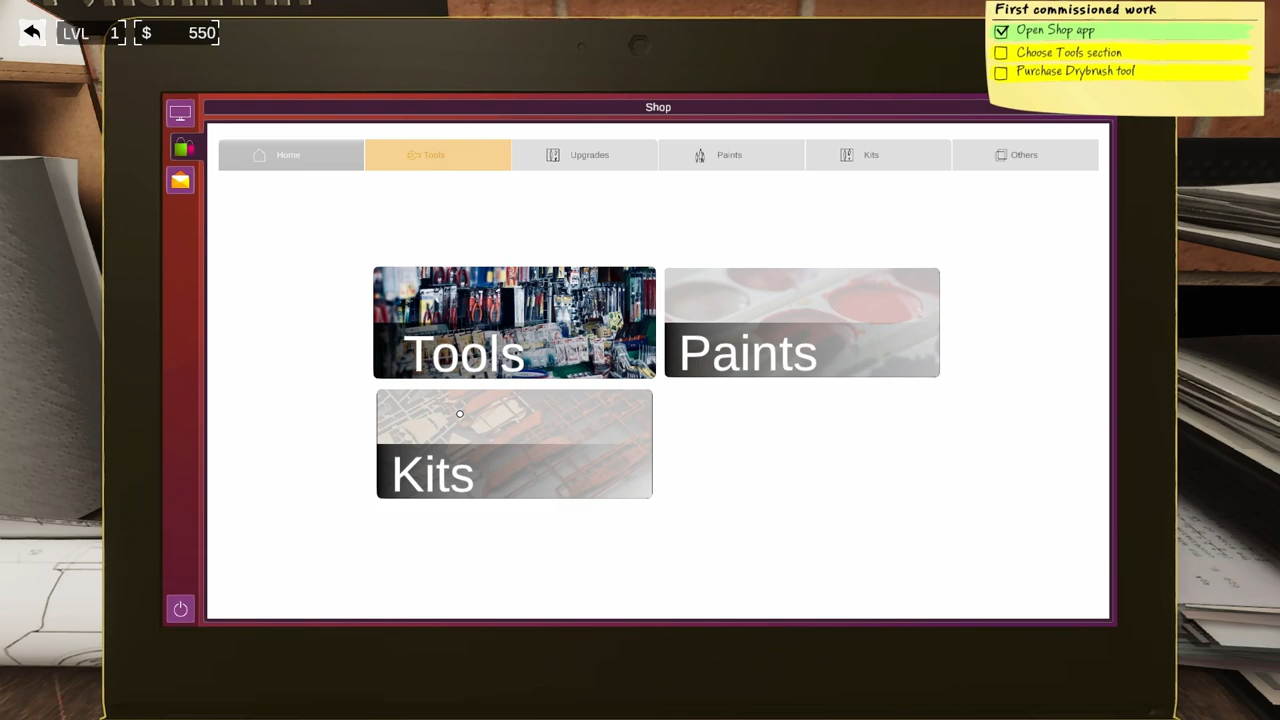 LVL 1 $ 550
First commissioned work
Open Shop app
Choose Tools section
Purchase Drybrush tool
Shop
Home Tools Upgrades Paints Kits Others
Tools Paints
Kits